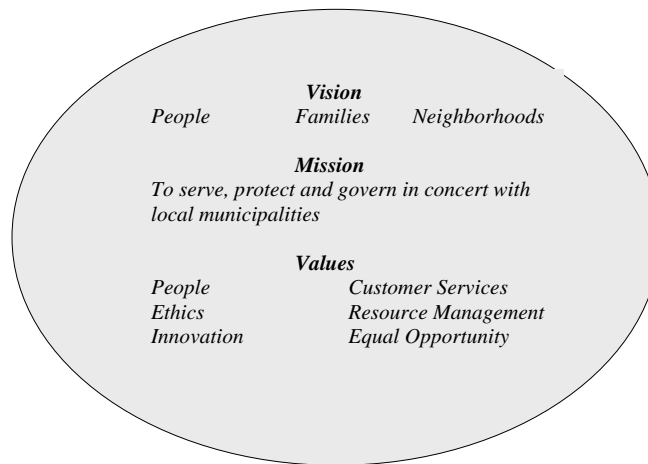 Vision
People Families Neighborhoods
Mission
To serve, protect and govern in concert with
local municipalities
Values
People Customer Services
Ethics Resource Management
Innovation Equal Opportunity